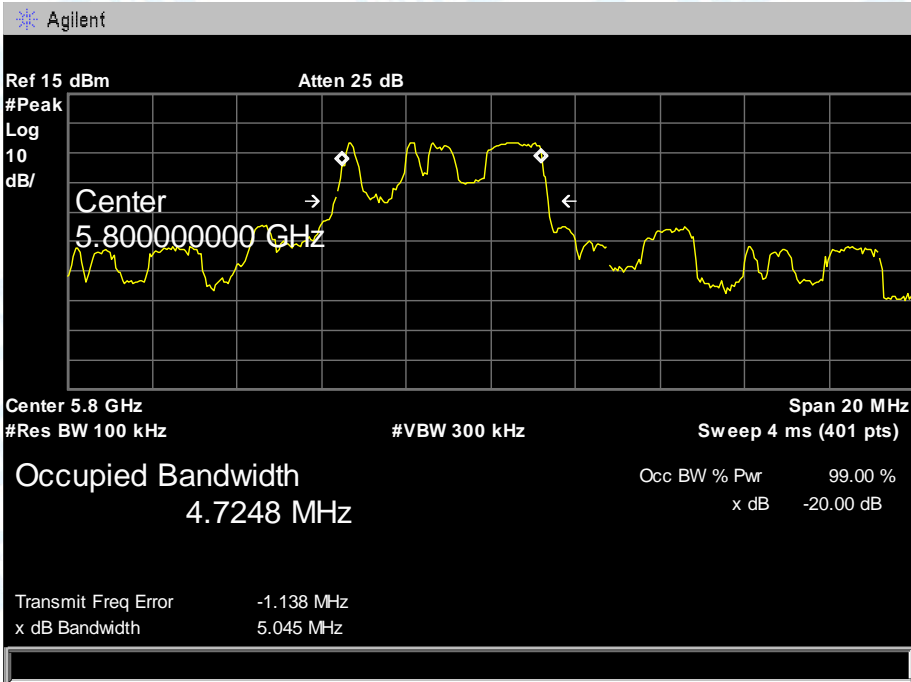 Agilent
Ref 15 dBm Atten 25 dB
#Peak
Log
10
dB/
Center
5.800000000 GHz
Center 5.8 GHz Span 20 MHz
#Res BW 100 kHz #VBW 300 kHz Sweep 4 ms (401 pts)
Occupied Bandwidth
4.7248 MHz
Occ BW % Pwr 99.00 %
x dB -20.00 dB
Transmit Freq Error -1.138 MHz
x dB Bandwidth 5.045 MHz